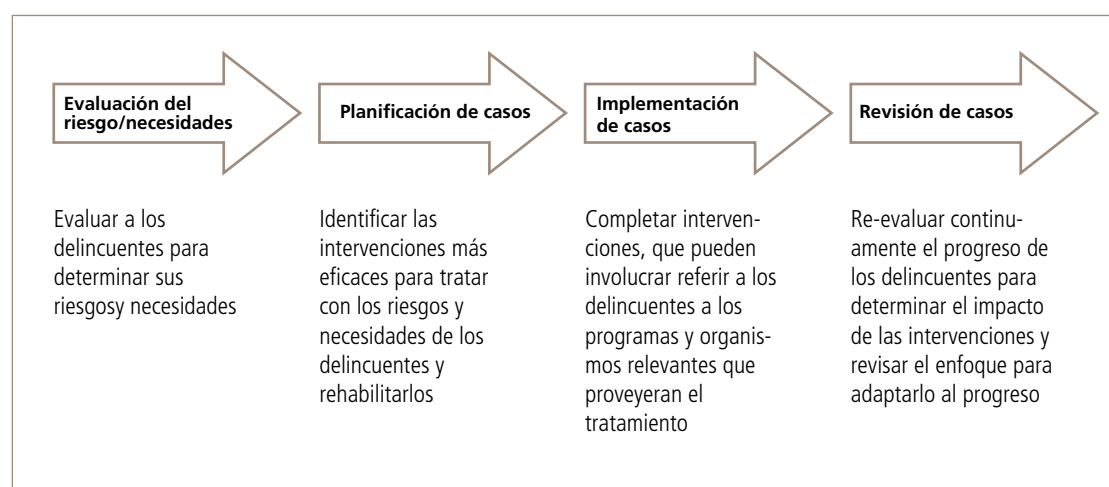 Evaluación del
riesgo/necesidades
Planificación de casos
Implementación
de casos
Revisión de casos
Evaluar a los
delincuentes para
determinar sus
riesgosy necesidades
Identificar las
intervenciones más
eficaces para tratar
con los riesgos y
necesidades de los
delincuentes y
rehabilitarlos
Completar interven-
ciones, que pueden
involucrar referir a los
delincuentes a los
programas y organis-
mos relevantes que
proveyeran el
tratamiento
Re-evaluar continu-
amente el progreso de
los delincuentes para
determinar el impacto
de las intervenciones y
revisar el enfoque para
adaptarlo al progreso